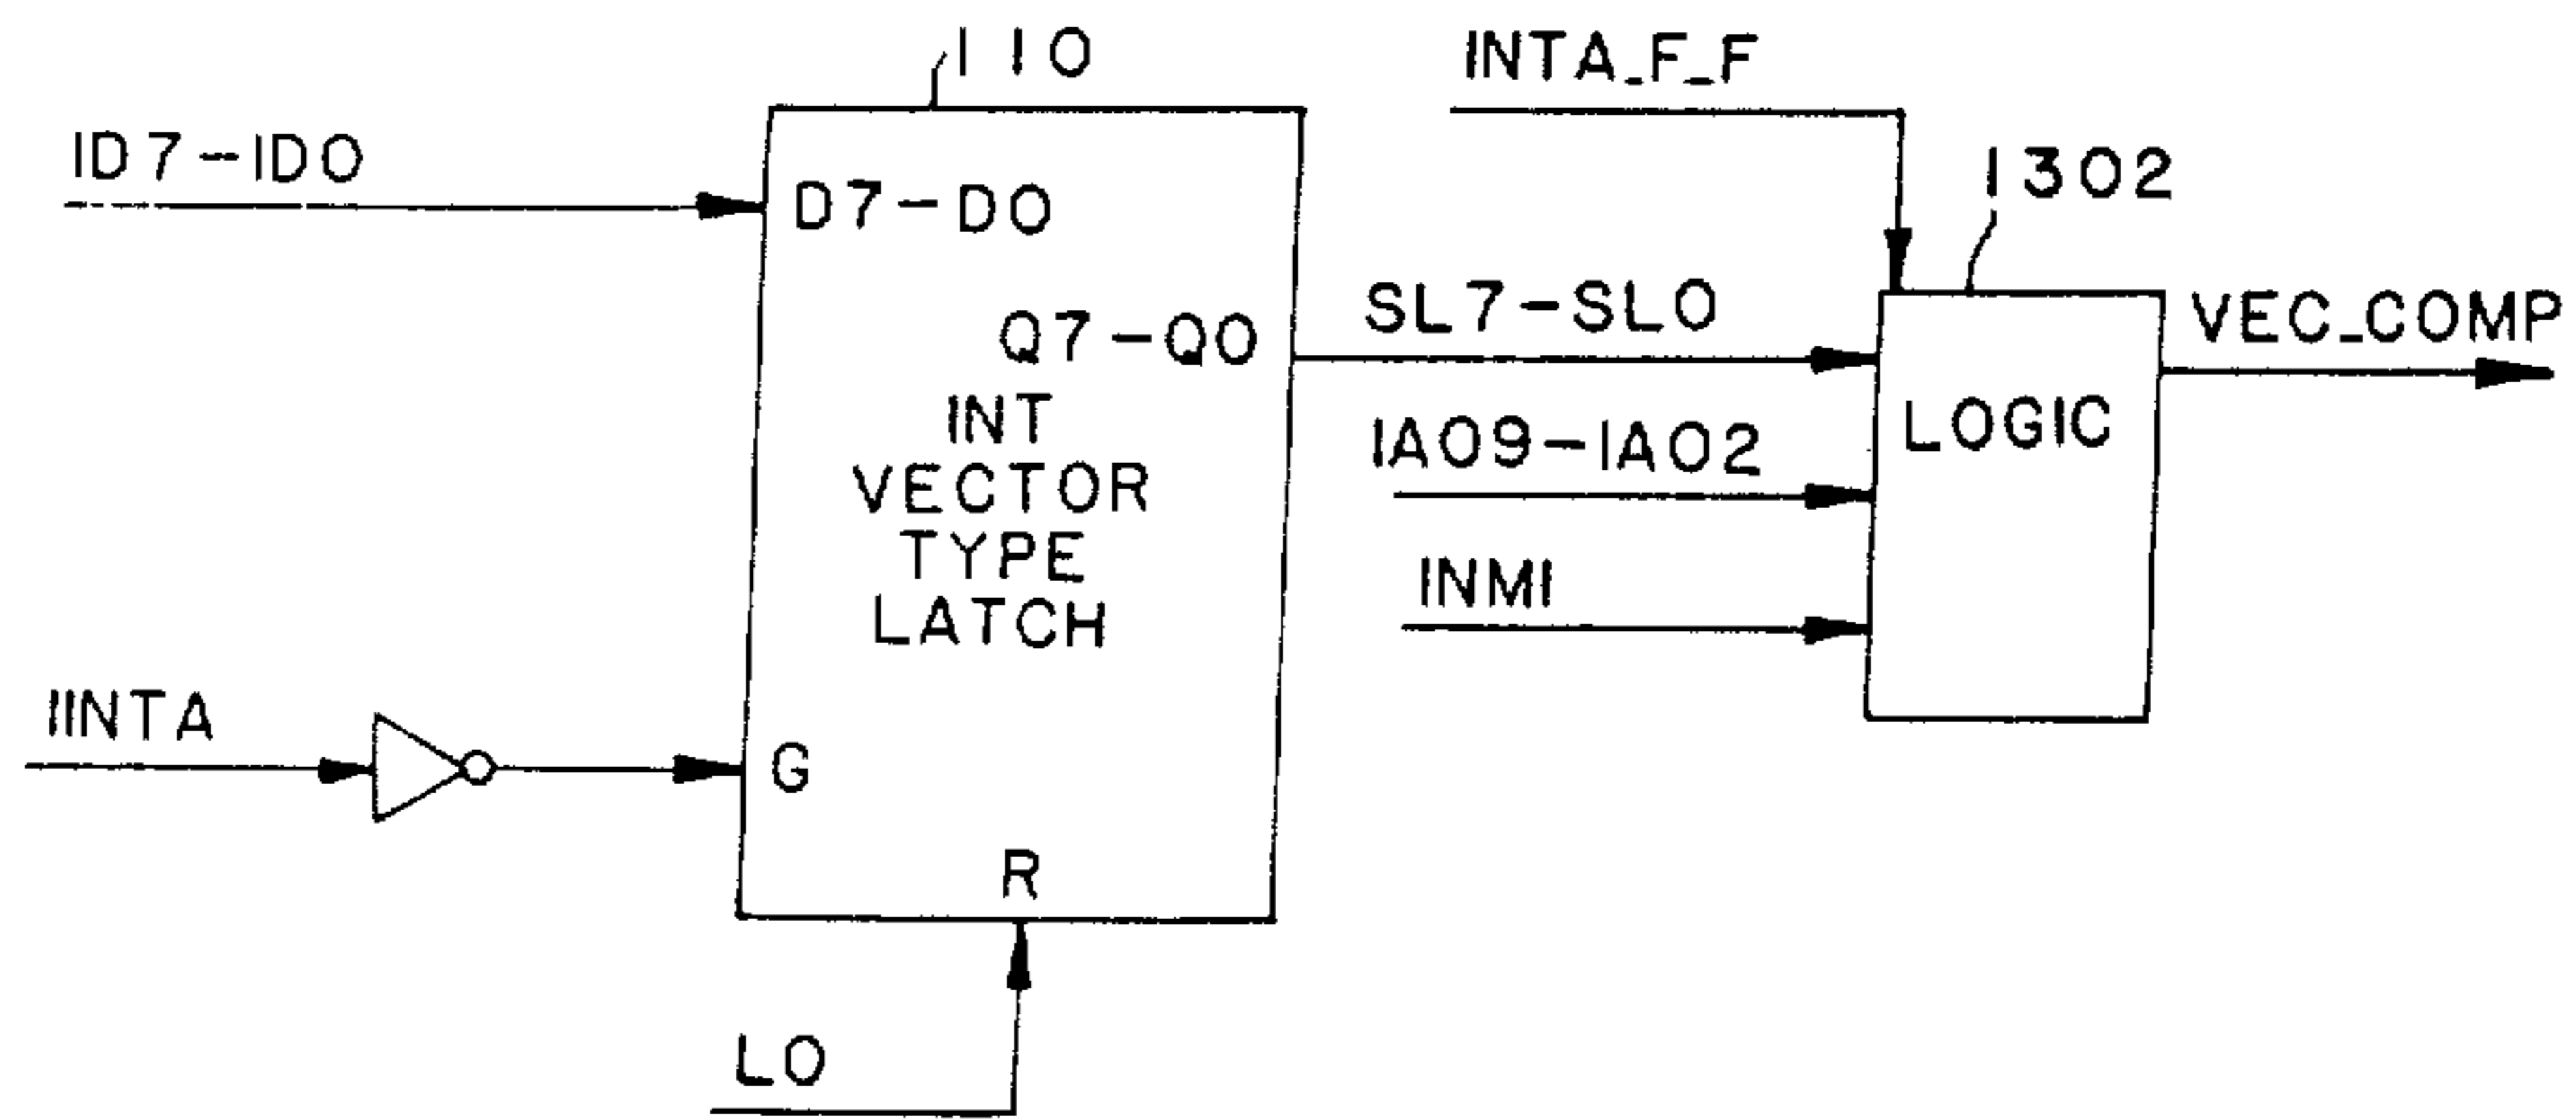 110
INTA_F_F
ID7-ID0
1302
D7-D0
SL7-SL0
VEC_COMP
Q7-Q0
INT
VECTOR
TYPE
LATCH
IA09-IA02
LOGIC
INMI
IINTA
G
R
LO